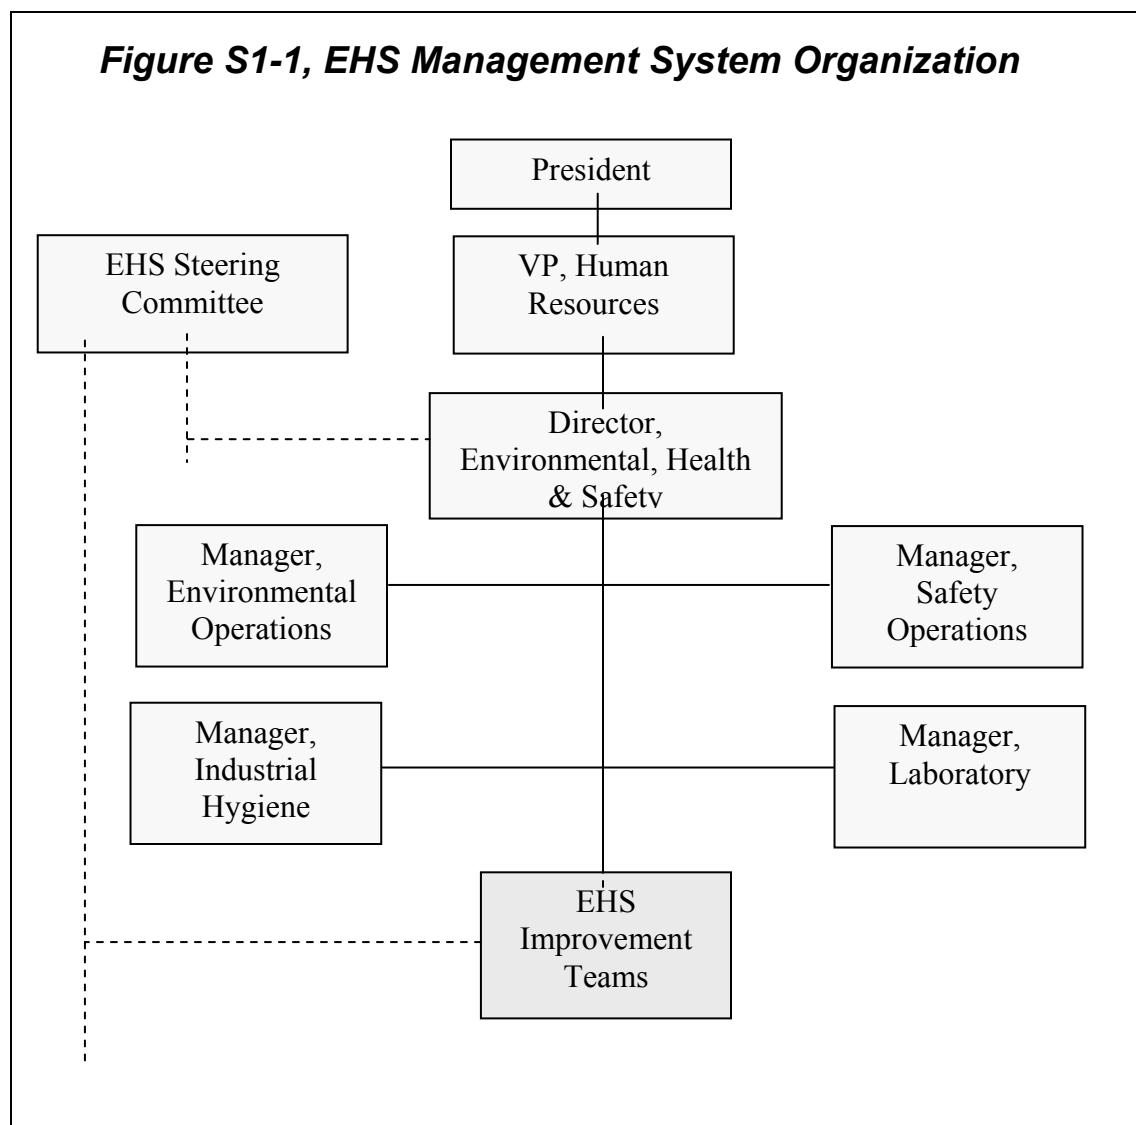 Figure S1-1, EHS Management System Organization
President
EHS Steering
Committee
VP, Human
Resources
Director,
Environmental, Health
& Safety
Manager,
Environmental
Operations
Manager,
Safety
Operations
Manager,
Industrial
Hygiene
Manager,
Laboratory
EHS
Improvement
Teams